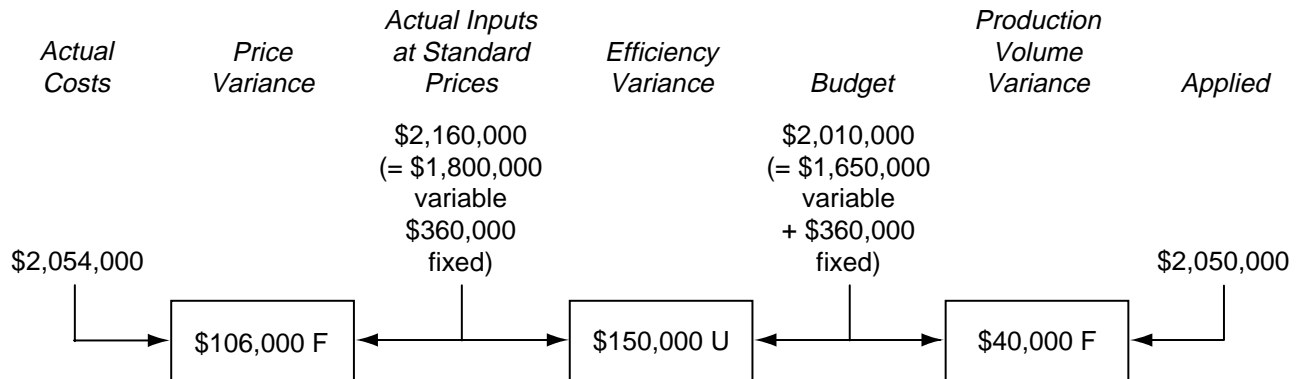 Actual
Costs
Price
Variance
Actual Inputs
at Standard
Prices
Efficiency
Variance
Budget
Production
Volume
Variance
Applied
$2,160,000
(= $1,800,000
variable
$360,000
fixed)
$2,010,000
(= $1,650,000
variable
+ $360,000
fixed)
$2,054,000
$2,050,000
$106,000 F
$150,000 U
$40,000 F